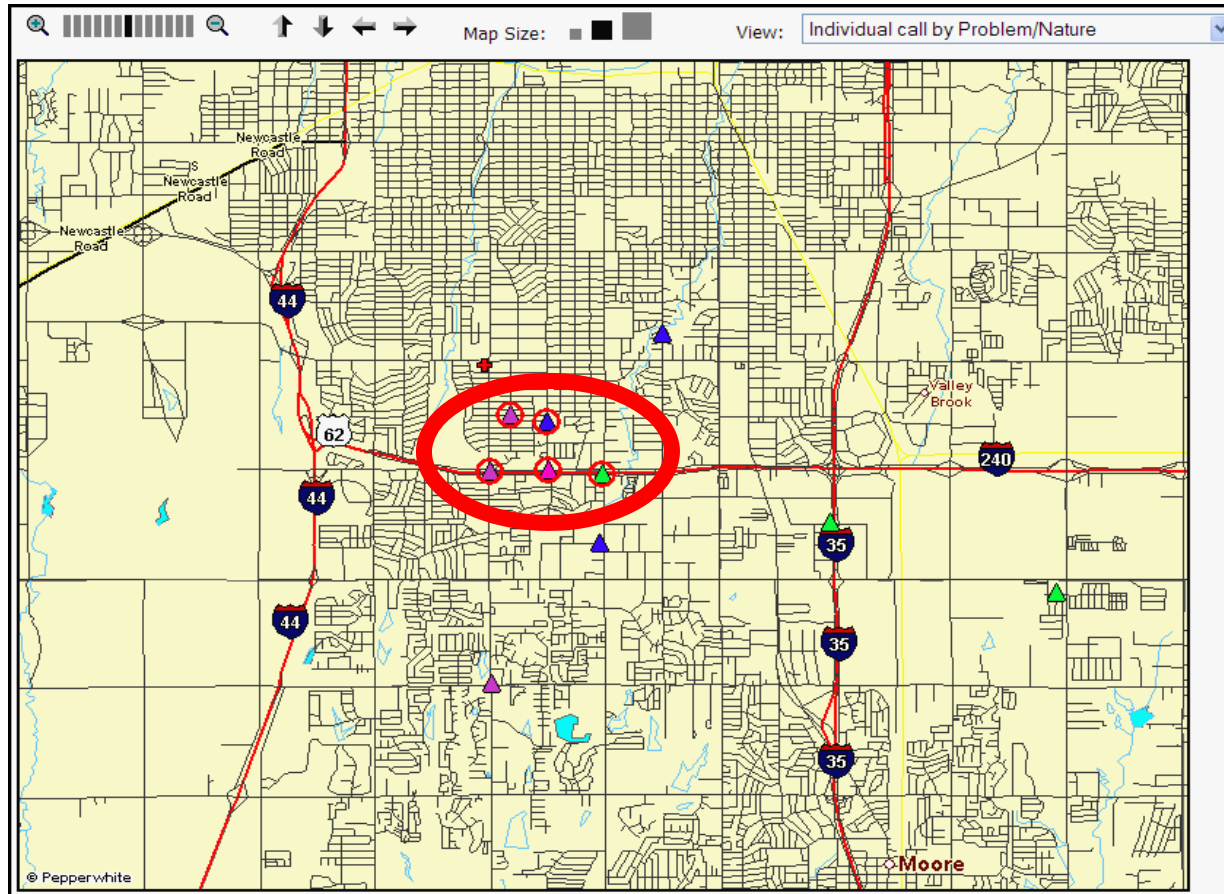 Map Size:
View:
Individual call by Problem/Nature
Newcastle
Road
S
Newcastle
Road
Newcastle
Road
44
62
Valley
Brook
240
44
35
44
35
35
Moore
© Pepperwhite